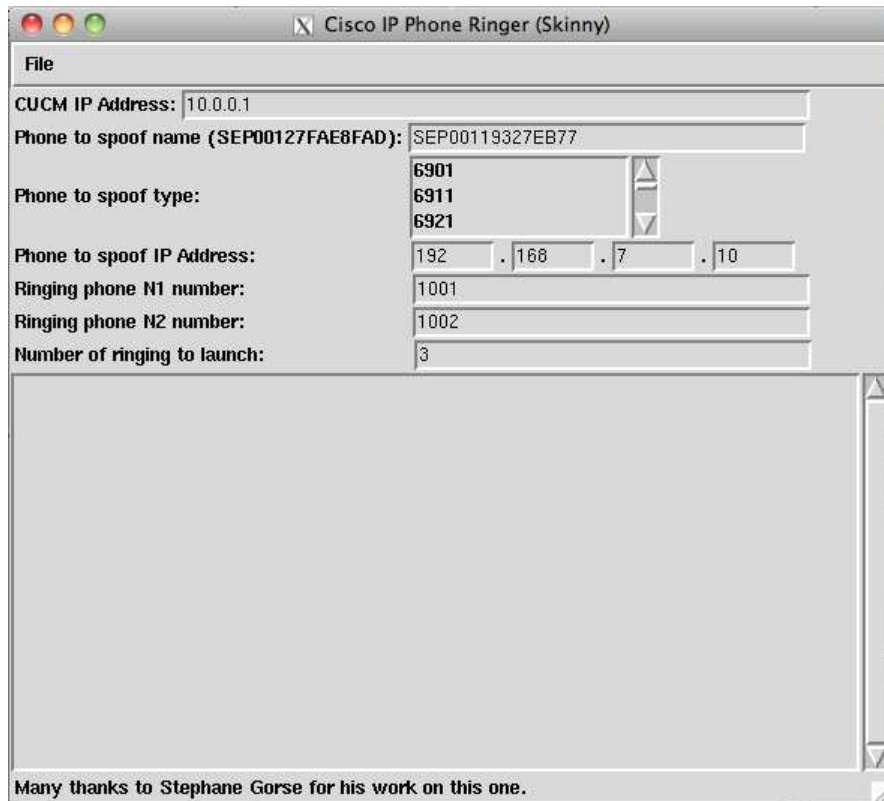 Cisco IP Phone Ringer (Skinny)
File
CUCM IP Address: 10.0.0.1
Phone to spoof name (SEP00127FAE8FAD): SEP00119327EB77
Phone to spoof type:
6901
6911
6921
Phone to spoof IP Address: 192 . 168 . 7 . 10
Ringing phone N1 number: 1001
Ringing phone N2 number: 1002
Number of ringing to launch: 3
Many thanks to Stephane Gorse for his work on this one.